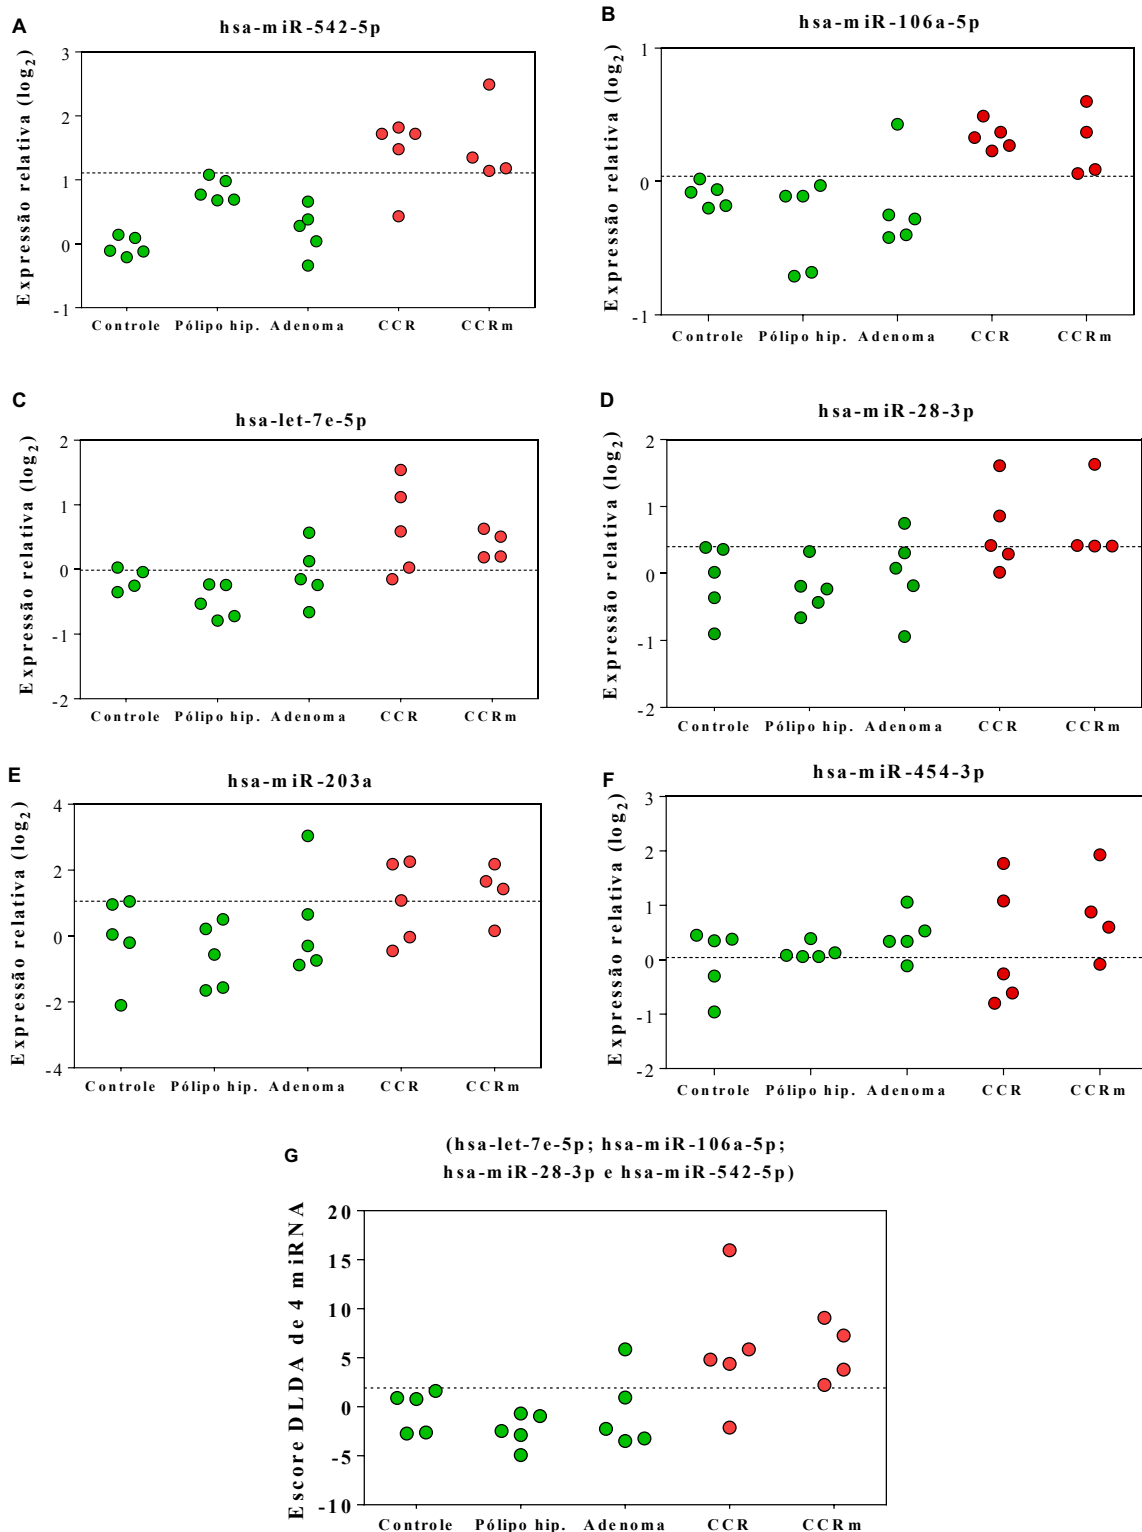 A
hsa-miR-542-5p
Expressão relativa (log2)
3
2
1
0
-1
Controle Pólipo hip. Adenoma CCR CCRm
B
hsa-miR-106a-5p
Expressão relativa (log2)
1
0
-1
Controle Pólipo hip. Adenoma CCR CCRm
C
hsa-let-7e-5p
Expressão relativa (log2)
2
1
0
-1
-2
Controle Pólipo hip. Adenoma CCR CCRm
D
hsa-miR-28-3p
Expressão relativa (log2)
2
1
0
-1
-2
Controle Pólipo hip. Adenoma CCR CCRm
E
hsa-miR-203a
Expressão relativa (log2)
4
2
0
-2
-4
Controle Pólipo hip. Adenoma CCR CCRm
F
hsa-miR-454-3p
Expressão relativa (log2)
3
2
1
0
-1
-2
Controle Pólipo hip. Adenoma CCR CCRm
G
(hsa-let-7e-5p; hsa-miR-106a-5p;
hsa-miR-28-3p e hsa-miR-542-5p)
Escore DLDA de 4 miRNA
20
15
10
5
0
-5
-10
Controle Pólipo hip. Adenoma CCR CCRm